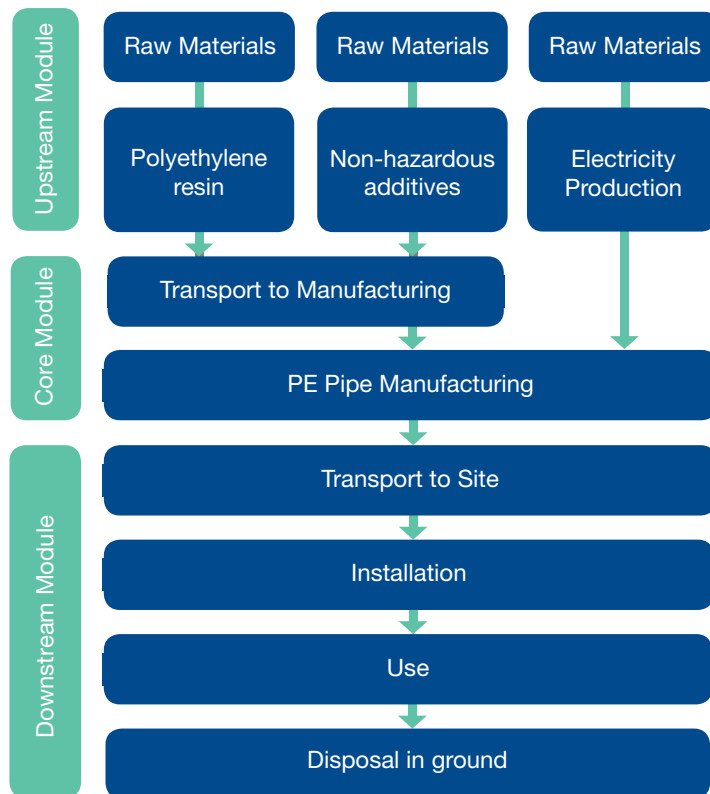 Upstream Module
Raw Materials
Raw Materials
Raw Materials
Polyethylene
resin
Non-hazardous
additives
Electricity
Production
Core Module
Transport to Manufacturing
PE Pipe Manufacturing
Downstream Module
Transport to Site
Installation
Use
Disposal in ground